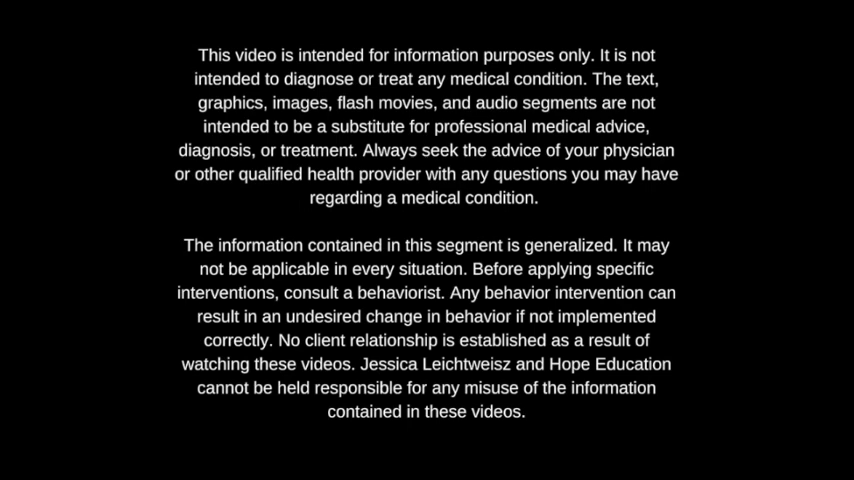 This video is intended for information purposes only. It is not
intended to diagnose or treat any medical condition. The text,
graphics, images, flash movies, and audio segments are not
intended to be a substitute for professional medical advice,
diagnosis, or treatment. Always seek the advice of your physician
or other qualified health provider with any questions you may have
regarding a medical condition.
The information contained in this segment is generalized. It may
not be applicable in every situation. Before applying specific
interventions, consult a behaviorist. Any behavior intervention can
result in an undesired change in behavior if not implemented
correctly. No client relationship is established as a result of
watching these videos. Jessica Leichtweisz and Hope Education
cannot be held responsible for any misuse of the information
contained in these videos.